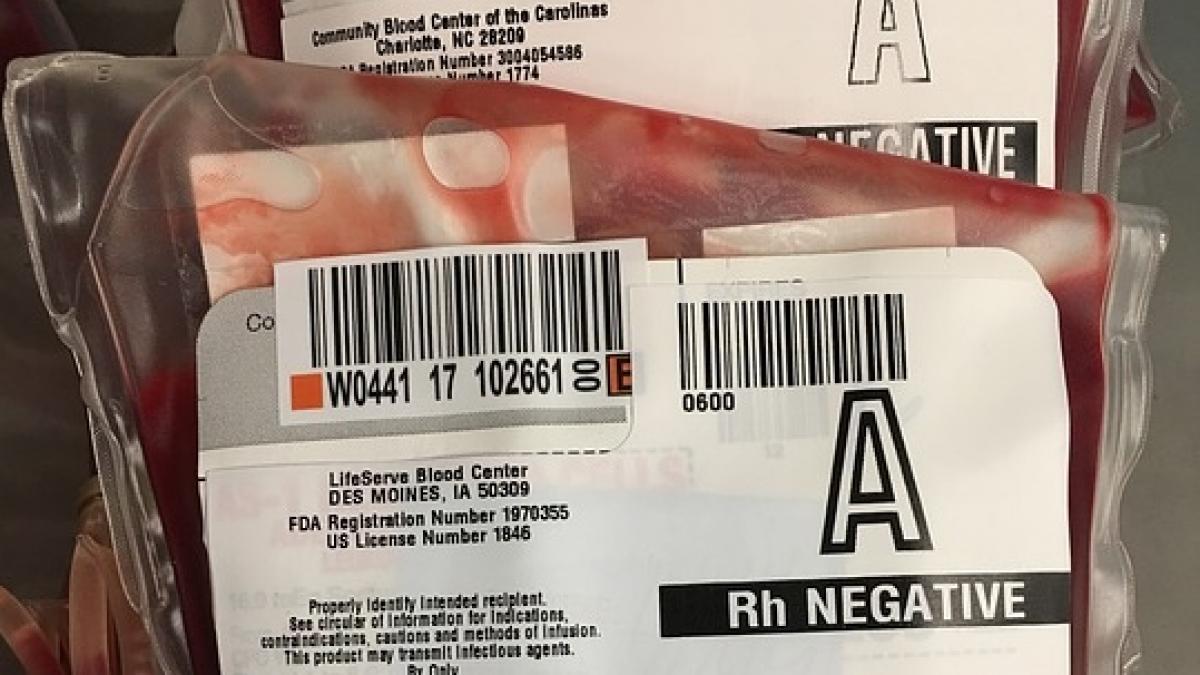 Community Blood Center of the Carolinas
Charlotte, NC 28209
Registration Number 3004054586
Number 1774
A
NEGATIVE
Co
W0441 17 102661 00 E
0600
A
LifeServe Blood Center
DES MOINES, IA 50309
FDA Registration Number 1970355
US License Number 1846
Rh NEGATIVE
Properly identify intended recipient.
See circular of information for indications,
contraindications, cautions and methods of infusion.
This product may transmit infectious agents.
Only